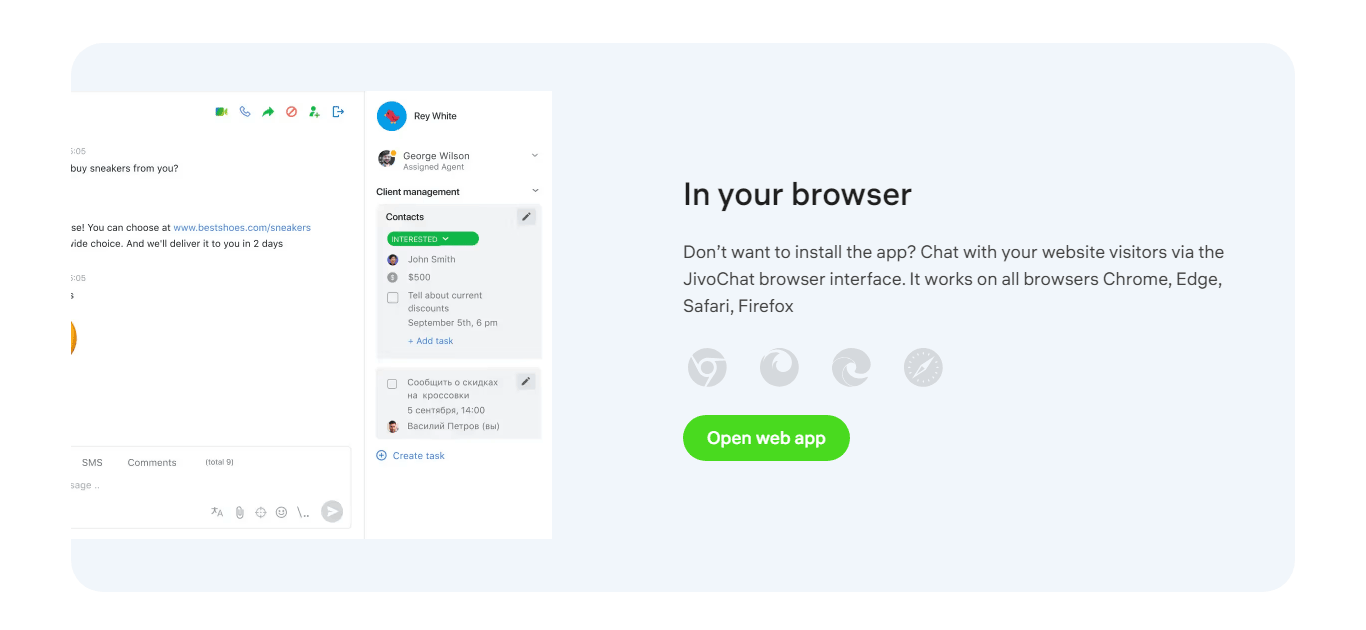 Rey White
George Wilson
Assigned Agent
Client management
Contacts
INTERESTED
John Smith
$500
Tell about current
discounts
September 5th, 6 pm
+ Add task
Сообщить о скидках
на кроссовки
5 сентября, 14:00
Василий Петров (вы)
Create task
:05
buy sneakers from you?
se! You can choose at www.bestshoes.com/sneakers
vide choice. And we'll deliver it to you in 2 days
:05
s
SMS Comments (total 9)
sage ..
\..
In your browser
Don’t want to install the app? Chat with your website visitors via the
JivoChat browser interface. It works on all browsers Chrome, Edge,
Safari, Firefox
Open web app